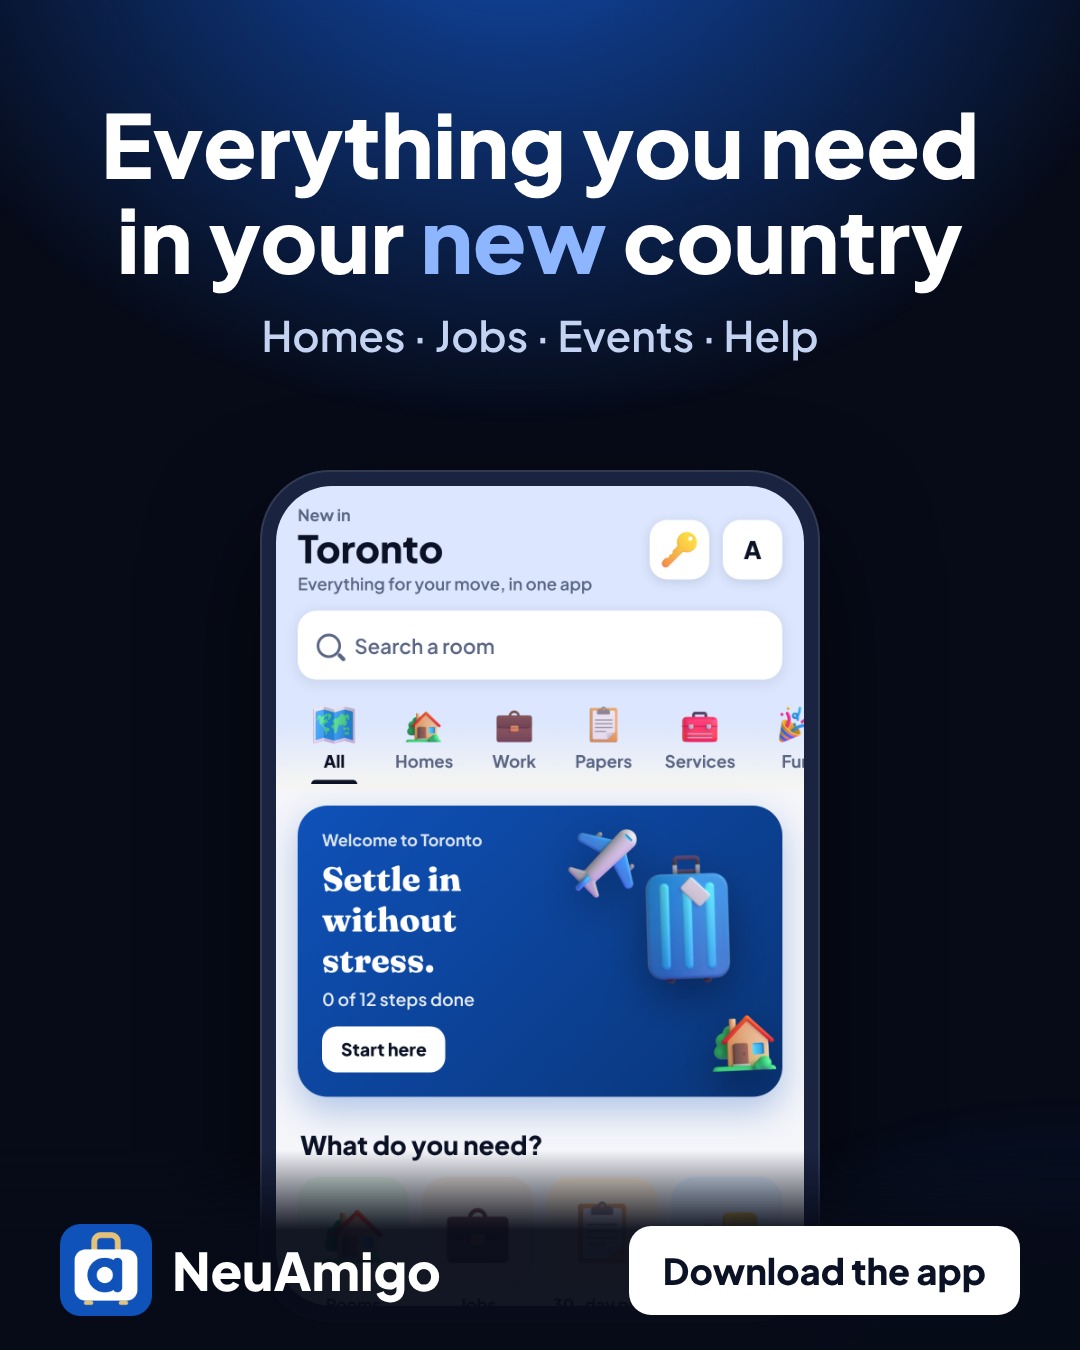 Everything you need
in your new country
Homes · Jobs · Events · Help
New in
Toronto
Everything for your move, in one app
A
Search a room
All
Homes
Work
Papers
Services
Welcome to Toronto
Settle in
without
stress.
0 of 12 steps done
Start here
What do you need?
NeuAmigo
Download the app